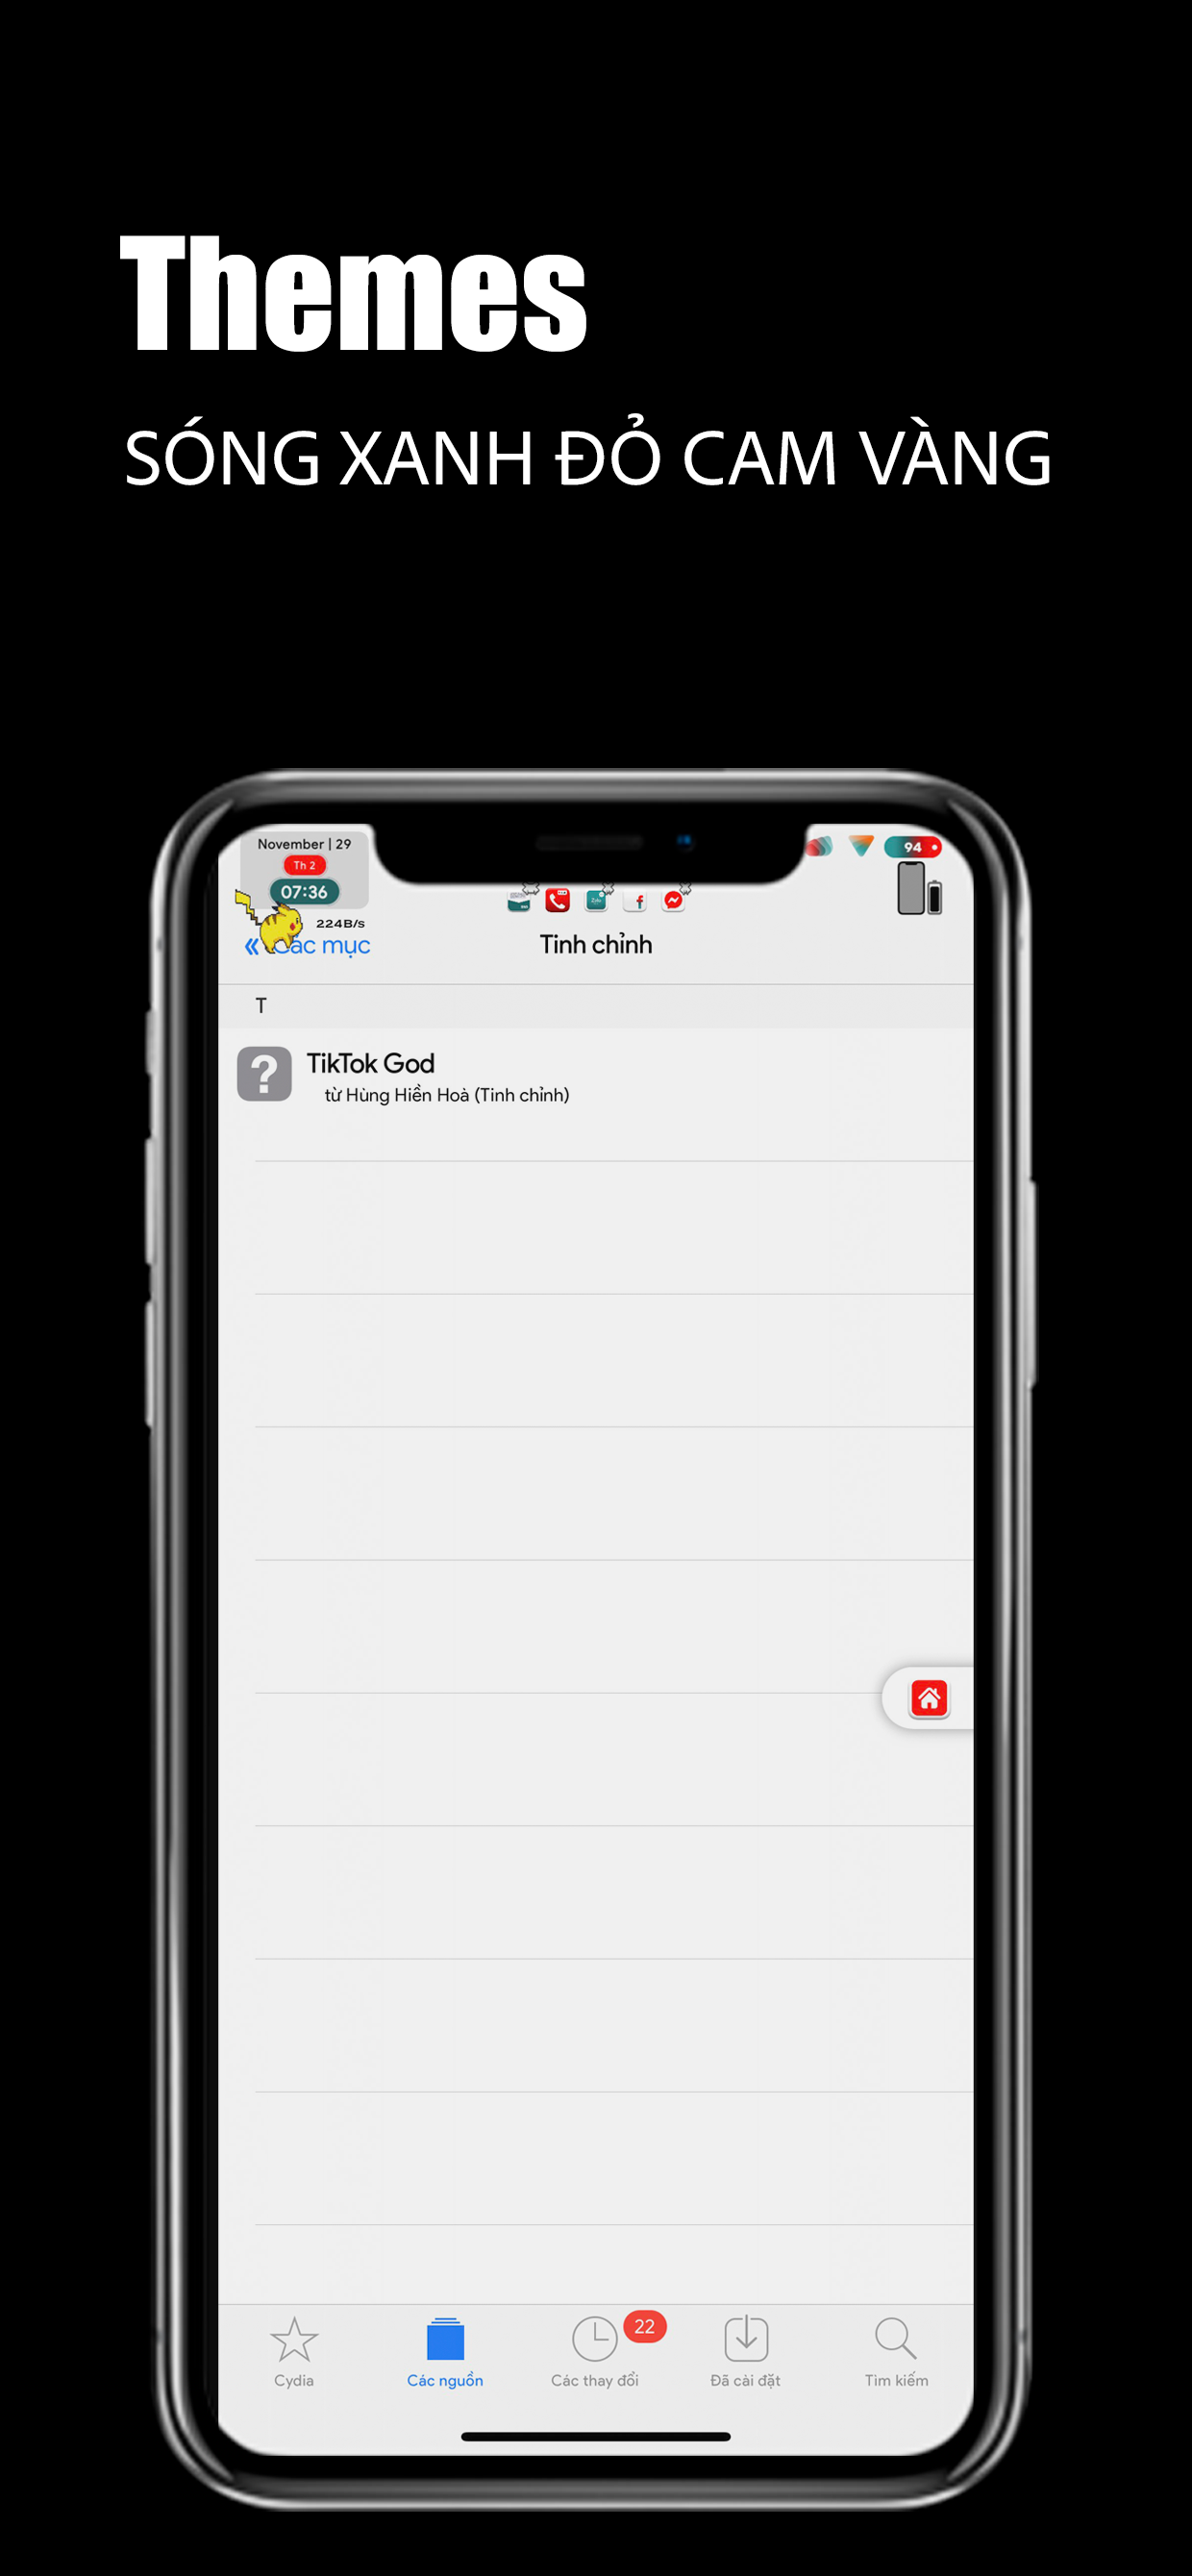 Themes
SÓNG XANH ĐỎ CAM VÀNG
November | 29
Th 2
07:36
94
224B/s
Các mục
Tinh chỉnh
T
TikTok God
từ Hùng Hiền Hoà (Tinh chỉnh)
22
Cydia
Các nguồn
Các thay đổi
Đã cài đặt
Tìm kiếm